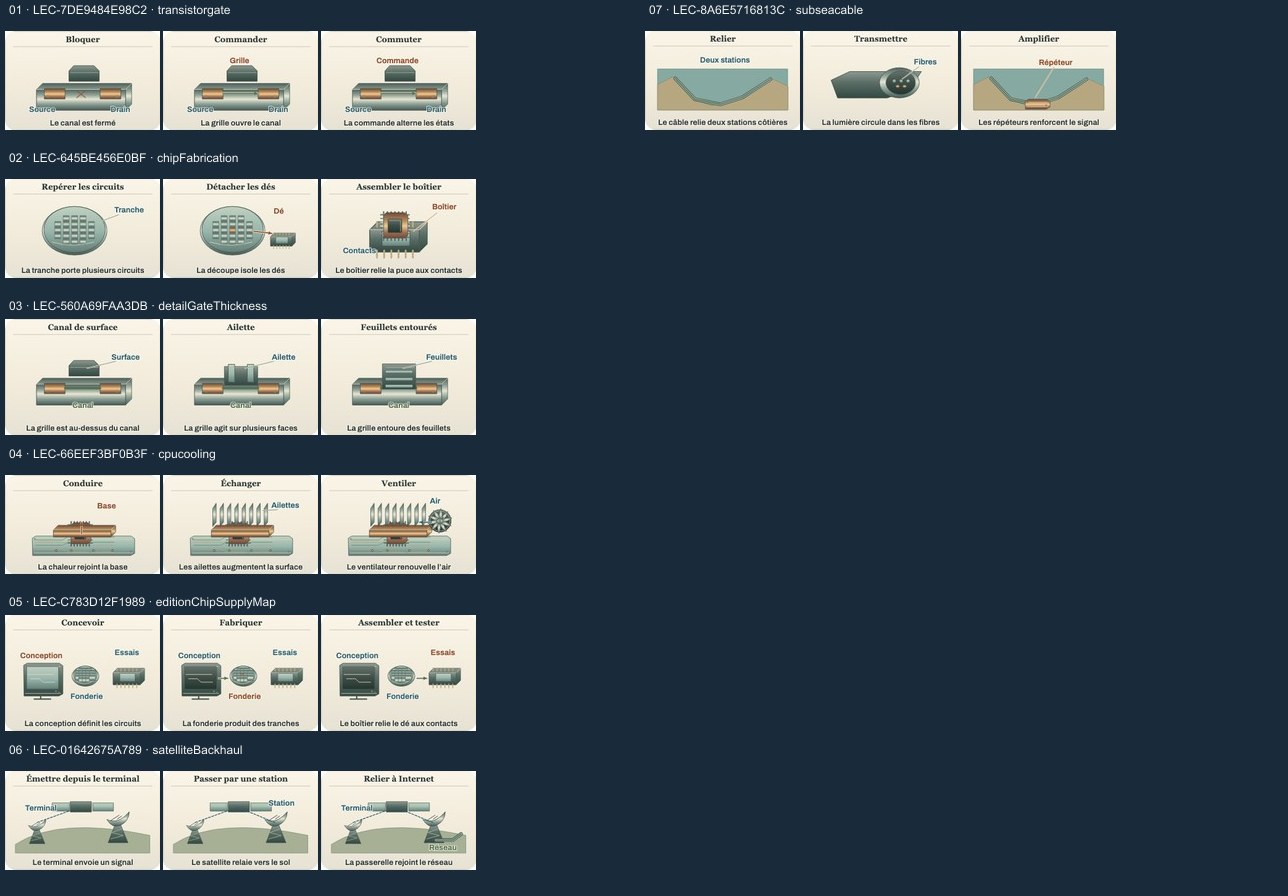 01 · LEC-7DE9484E98C2 · transistorgate
Bloquer
Source
Drain
Le canal est fermé
Commander
Grille
Source
Drain
La grille ouvre le canal
Commuter
Commande
Source
Drain
La commande alterne les états
02 · LEC-645BE456E0BF · chipFabrication
Repérer les circuits
Tranche
La tranche porte plusieurs circuits
Détacher les dés
Dé
La découpe isole les dés
Assembler le boîtier
Boîtier
Contacts
Le boîtier relie la puce aux contacts
03 · LEC-560A69FAA3DB · detailGateThickness
Canal de surface
Surface
Canal
La grille est au-dessus du canal
Ailette
Ailette
Canal
La grille agit sur plusieurs faces
Feuillets entourés
Feuillets
Canal
La grille entoure des feuillets
04 · LEC-66EEF3BF0B3F · cpucooling
Conduire
Base
La chaleur rejoint la base
Échanger
Ailettes
Les ailettes augmentent la surface
Ventiler
Air
Le ventilateur renouvelle l'air
05 · LEC-C783D12F1989 · editionChipSupplyMap
Concevoir
Conception
Essais
Fonderie
La conception définit les circuits
Fabriquer
Conception
Essais
Fonderie
La fonderie produit des tranches
Assembler et tester
Conception
Essais
Fonderie
Le boîtier relie le dé aux contacts
06 · LEC-01642675A789 · satelliteBackhaul
Émettre depuis le terminal
Terminal
Le terminal envoie un signal
Passer par une station
Station
Le satellite relaie vers le sol
Relier à Internet
Terminal
Réseau
La passerelle rejoint le réseau
07 · LEC-8A6E5716813C · subseacable
Relier
Deux stations
Le câble relie deux stations côtières
Transmettre
Fibres
La lumière circule dans les fibres
Amplifier
Répéteur
Les répéteurs renforcent le signal